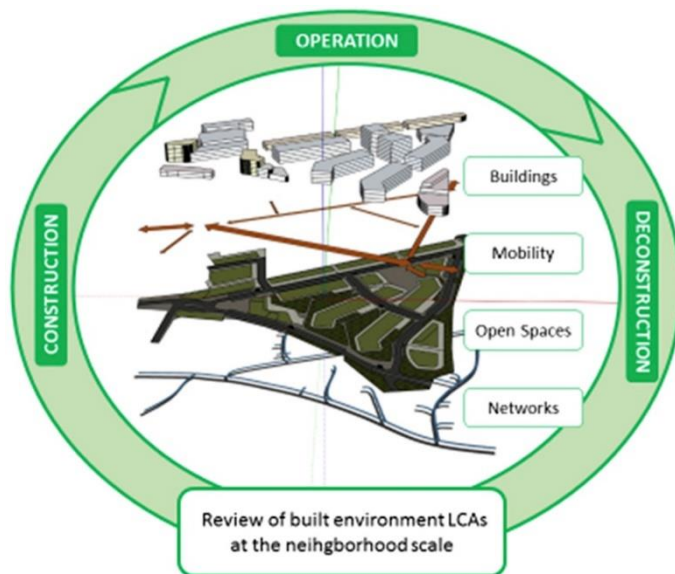 OPERATION
CONSTRUCTION
DECONSTRUCTION
Buildings
Mobility
Open Spaces
Networks
Review of built environment LCAs
at the neihgborhood scale